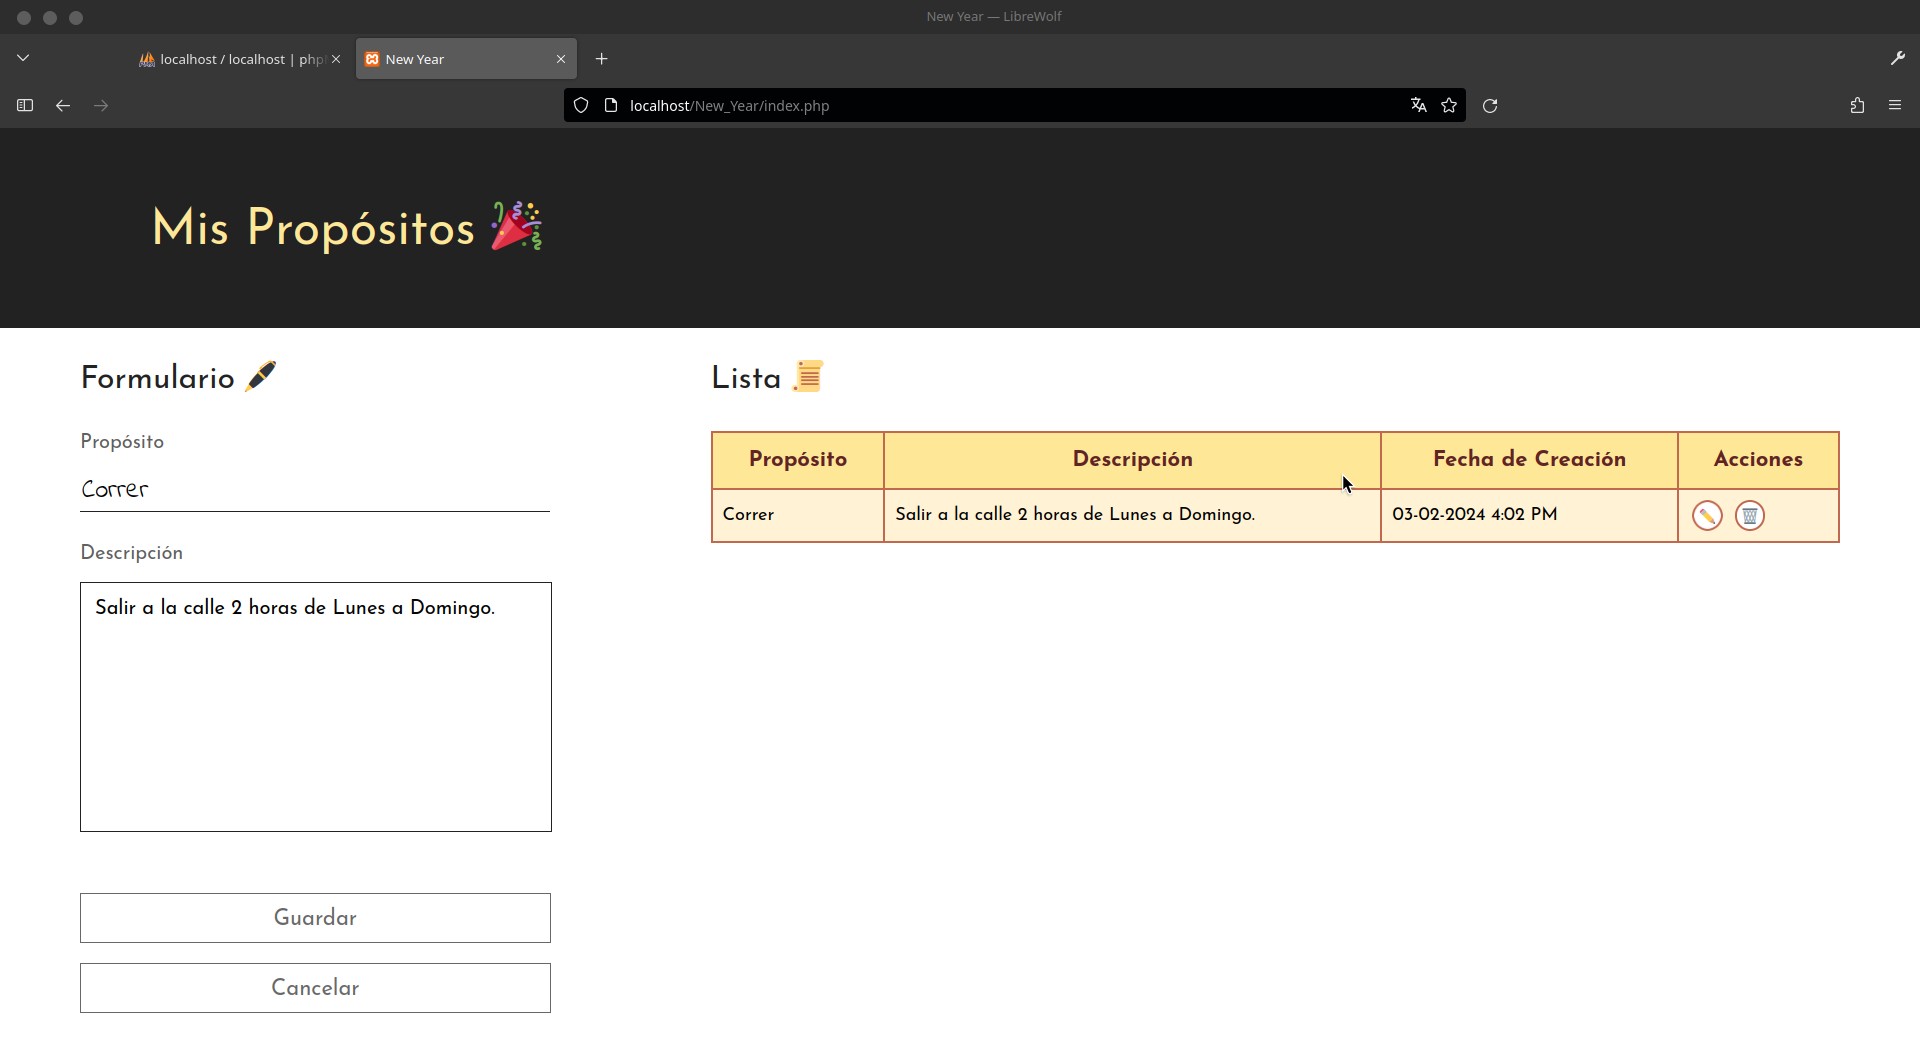 New Year — LibreWolf
localhost / localhost | php
New Year
localhost/New_Year/index.php
Mis Propósitos
Formulario
Propósito
Correr
Descripción
Salir a la calle 2 horas de Lunes a Domingo.
Guardar
Cancelar
Lista
Propósito Descripción Fecha de Creación Acciones
Correr Salir a la calle 2 horas de Lunes a Domingo. 03-02-2024 4:02 PM